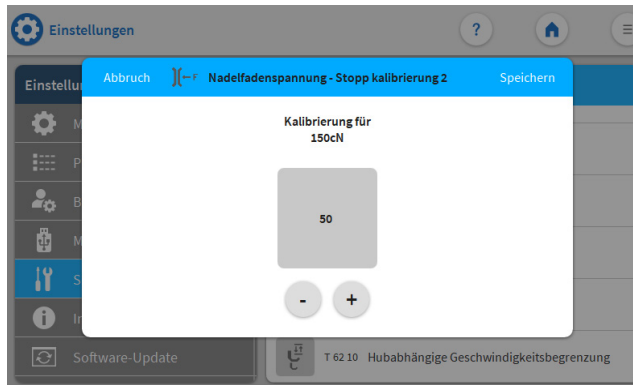 Einstellungen
?
Einstellu
Abbruch
F
Nadelfadenspannung - Stopp kalibrierung 2
Speichern
Kalibrierung für
150cN
50
- +
M
P
B
M
S
Software-Update
T 62 10 Hubabhängige Geschwindigkeitsbegrenzung